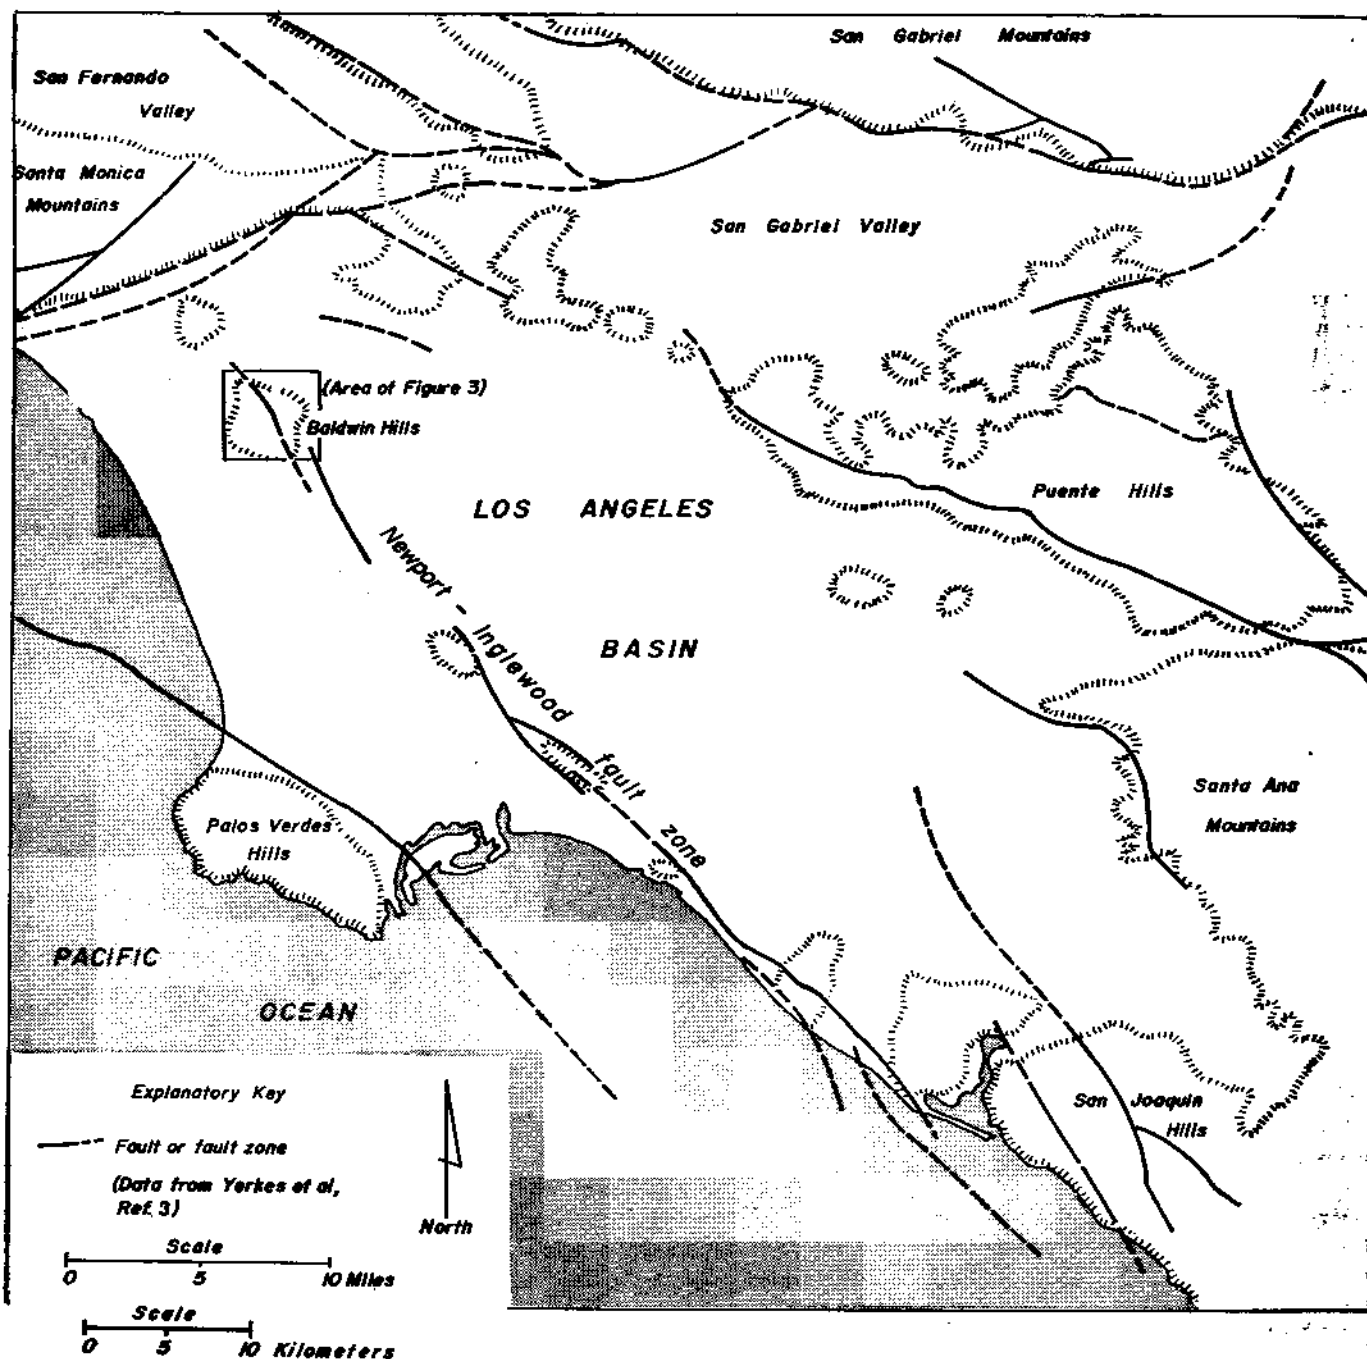 San Gabriel Mountains
San Fernando
Valley
Santa Monica
Mountains
San Gabriel Valley
(Area of Figure 3)
Baldwin Hills
LOS ANGELES
BASIN
Puente Hills
Newport - Inglewood fault zone
Santa Ana
Mountains
Palos Verdes
Hills
PACIFIC
OCEAN
San Joaquin
Hills
Explanatory Key
Fault or fault zone
(Data from Yerkes et al,
Ref. 3)
North
Scale
0 5 10 Miles
Scale
0 5 10 Kilometers